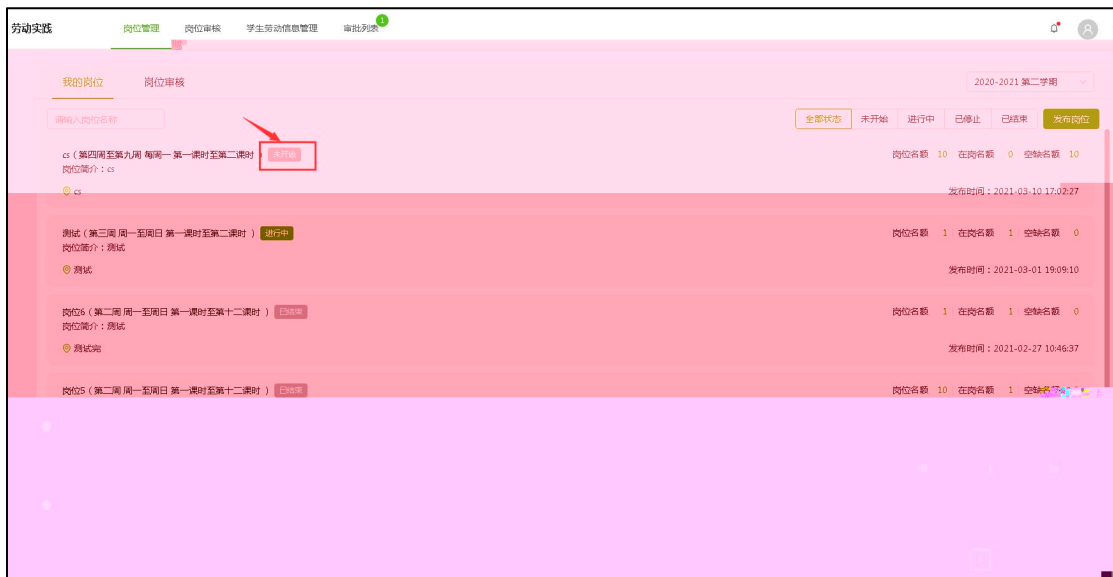 劳动实践 岗位管理 岗位审核 学生劳动信息管理 审批列表 1
我的岗位 岗位审核 2020-2021 第二学期
请输入岗位名称 全部状态 未开始 进行中 已停止 已结束 发布岗位
cs（第四周至第九周 每周一 第一课时至第二课时 ） 未开始 岗位名额 10 在岗名额 0 空缺名额 10
岗位简介：cs
cs 发布时间：2021-03-10 17:02:27
测试（第三周 周一至周日 第一课时至第二课时 ） 进行中 岗位名额 1 在岗名额 1 空缺名额 0
岗位简介：测试
测试 发布时间：2021-03-01 19:09:10
岗位6（第二周 周一至周日 第一课时至第十二课时 ） 已结束 岗位名额 1 在岗名额 1 空缺名额 0
岗位简介：测试
测试完 发布时间：2021-02-27 10:46:37
岗位5（第二周 周一至周日 第一课时至第十二课时 ） 已结束 岗位名额 10 在岗名额 1 空缺